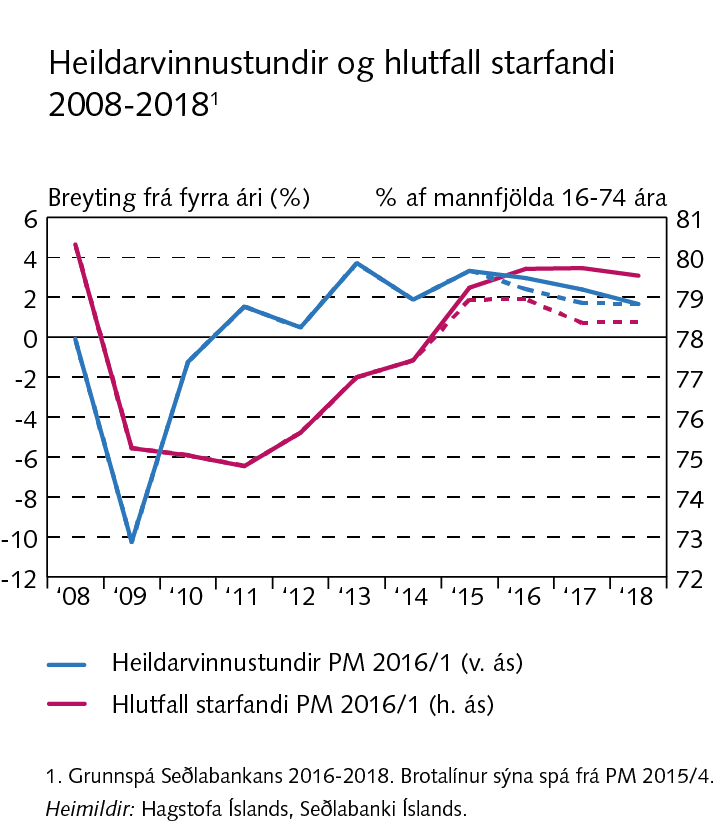 Heildarvinnustundir og hlutfall starfandi
2008-2018¹
Breyting frá fyrra ári (%) % af mannfjölda 16-74 ára
6 81
4 80
2 79
0 78
-2 77
-4 76
-6 75
-8 74
-10 73
-12 72
‘08 ‘09 ‘10 ‘11 ‘12 ‘13 ‘14 ‘15 ‘16 ‘17 ‘18
Heildarvinnustundir PM 2016/1 (v. ás)
Hlutfall starfandi PM 2016/1 (h. ás)
1. Grunnspá Seðlabankans 2016-2018. Brotalínur sýna spá frá PM 2015/4.
Heimildir: Hagstofa Íslands, Seðlabanki Íslands.